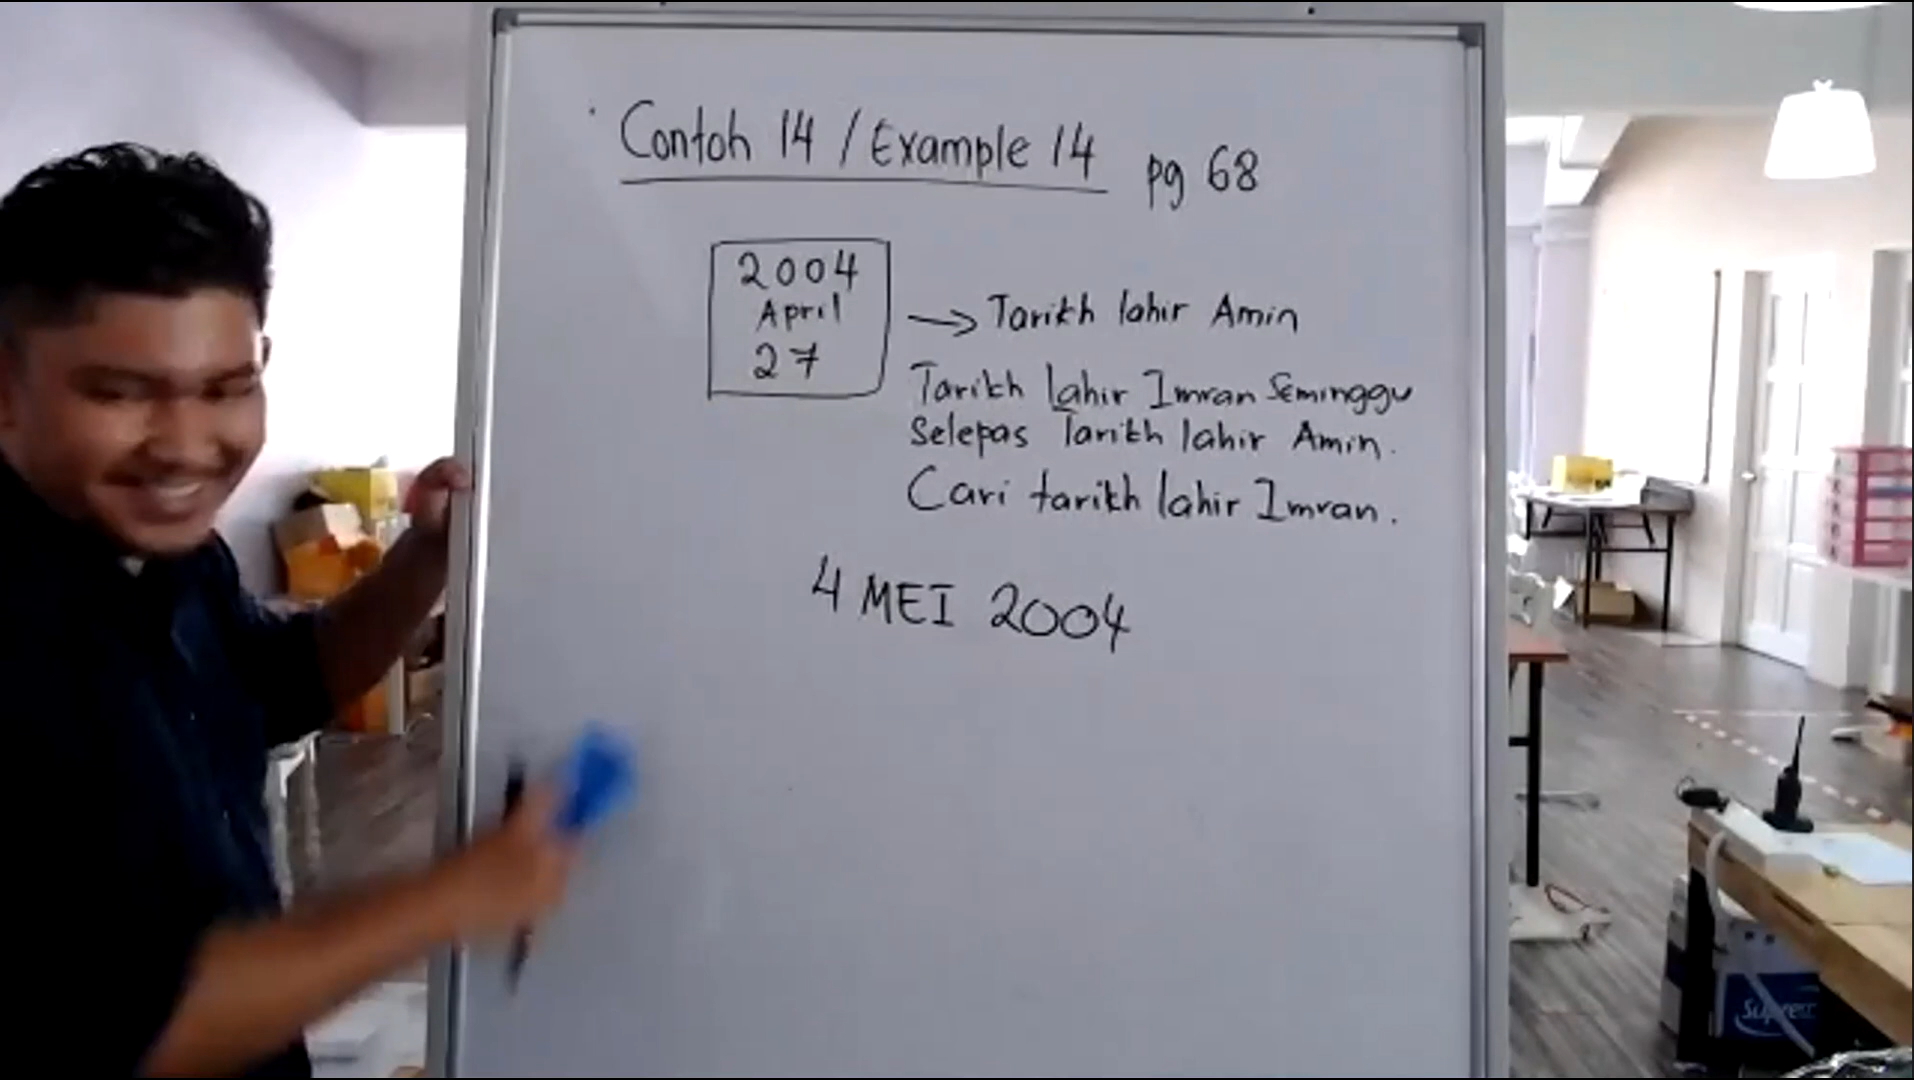 Contoh 14 / Example 14 pg 68
2004
April
27
→ Tarikh lahir Amin
Tarikh lahir Imran Seminggu
Selepas Tarikh lahir Amin.
Cari tarikh lahir Imran.
4 MEI 2004